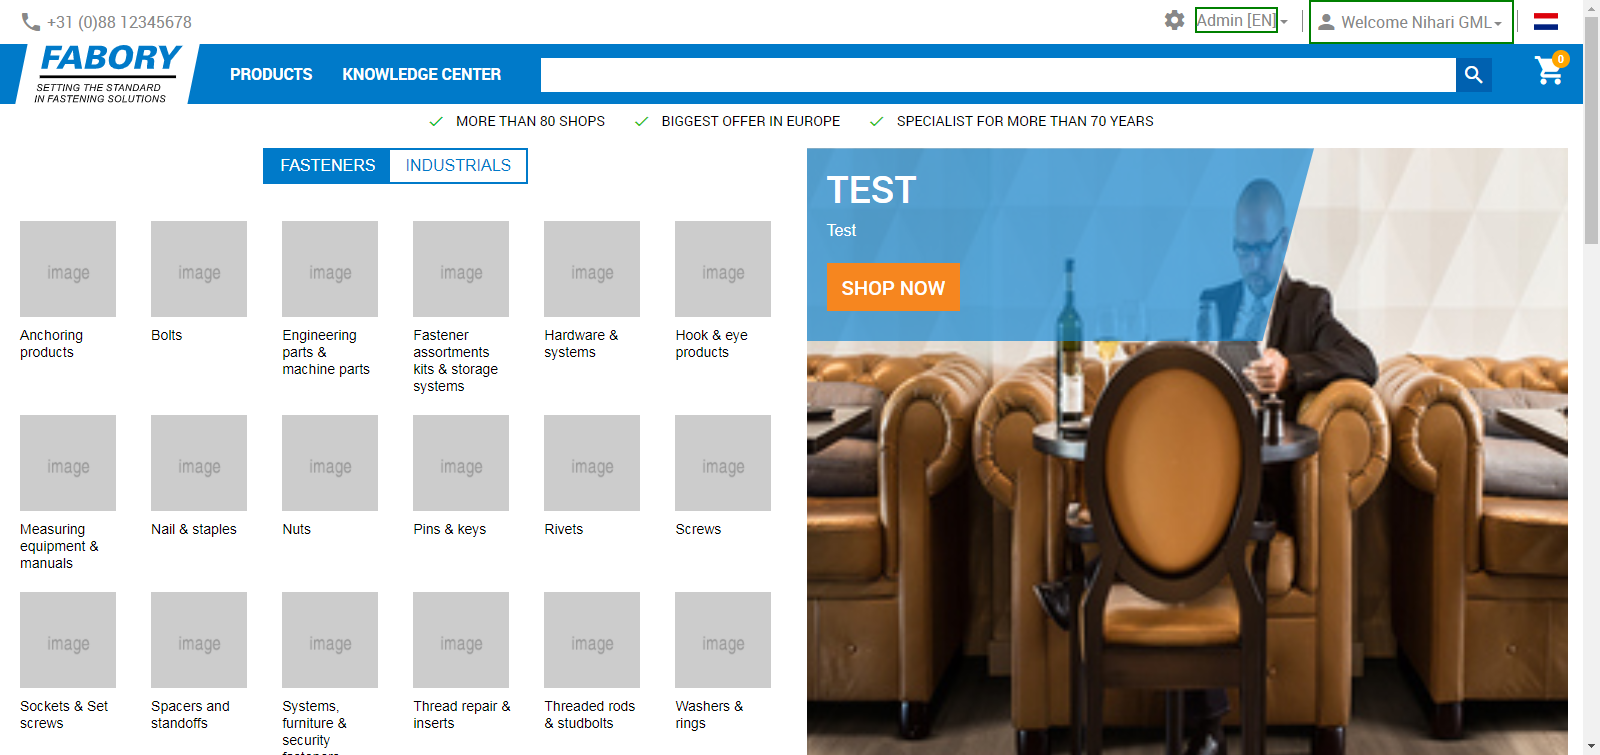 +31 (0)88 12345678
Admin [EN]
Welcome Nihari GML
FABORY
SETTING THE STANDARD
IN FASTENING SOLUTIONS
PRODUCTS
KNOWLEDGE CENTER
0
MORE THAN 80 SHOPS
BIGGEST OFFER IN EUROPE
SPECIALIST FOR MORE THAN 70 YEARS
FASTENERS
INDUSTRIALS
TEST
Test
SHOP NOW
image
image
image
image
image
image
Anchoring
products
Bolts
Engineering
parts &
machine parts
Fastener
assortments
kits & storage
systems
Hardware &
systems
Hook & eye
products
image
image
image
image
image
image
Measuring
equipment &
manuals
Nail & staples
Nuts
Pins & keys
Rivets
Screws
image
image
image
image
image
image
Sockets & Set
screws
Spacers and
standoffs
Systems,
furniture &
security
Thread repair &
inserts
Threaded rods
& studbolts
Washers &
rings